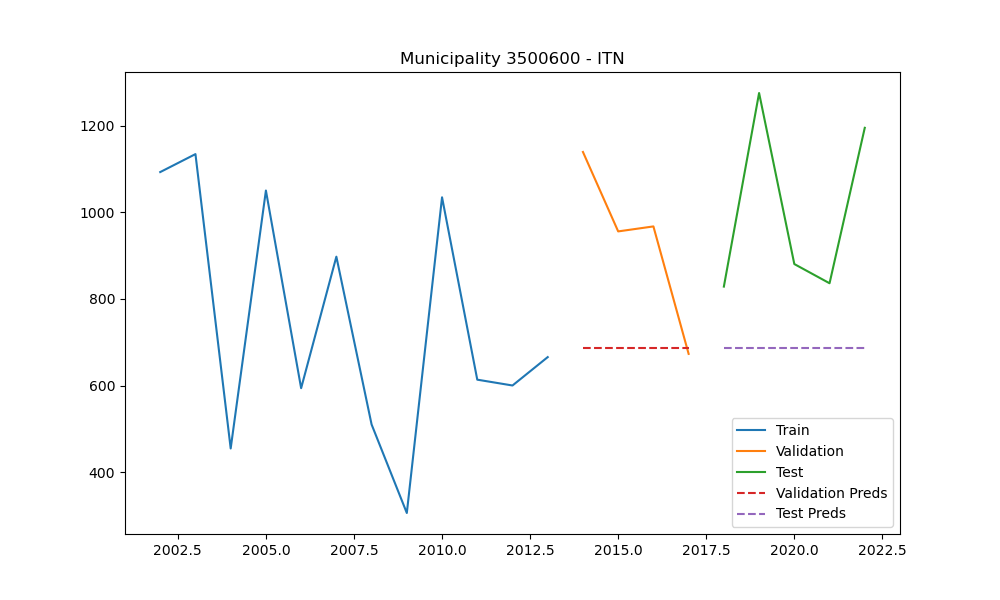 Municipality 3500600 - ITN
1200
1000
800
600
400
2002.5 2005.0 2007.5 2010.0 2012.5 2015.0 2017.5 2020.0 2022.5
Train
Validation
Test
Validation Preds
Test Preds